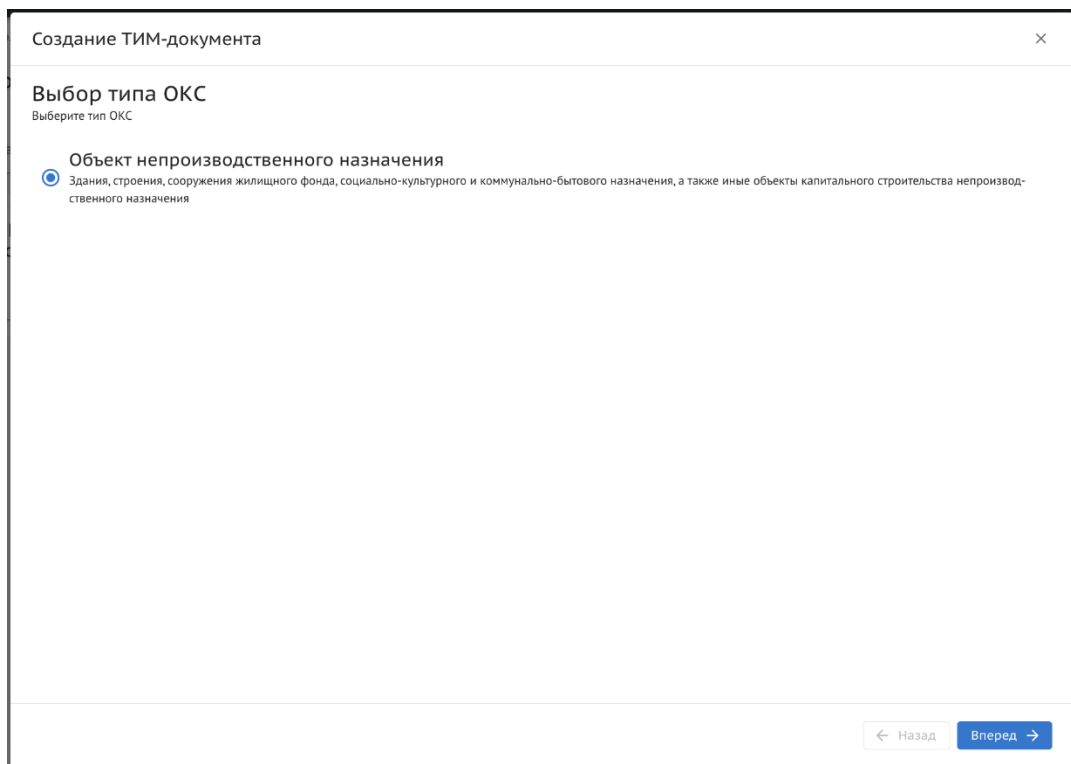 Создание ТИМ-документа
Выбор типа ОКС
Выберите тип ОКС
Объект непроизводственного назначения
Здания, строения, сооружения жилищного фонда, социально-культурного и коммунально-бытового назначения, а также иные объекты капитального строительства непроизвод-
ственного назначения
Назад
Вперед